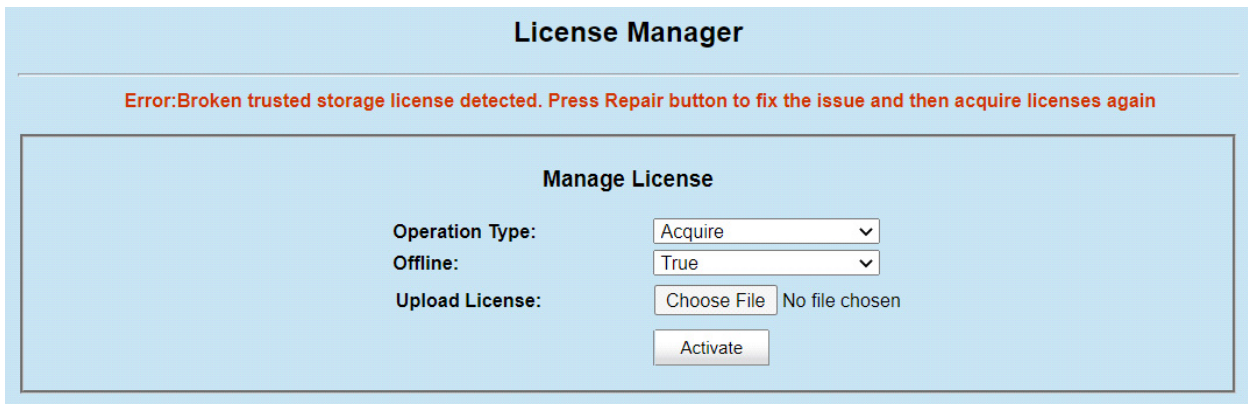 License Manager
Error:Broken trusted storage license detected. Press Repair button to fix the issue and then acquire licenses again
Manage License
Operation Type: Acquire
Offline: True
Upload License: Choose File No file chosen
Activate